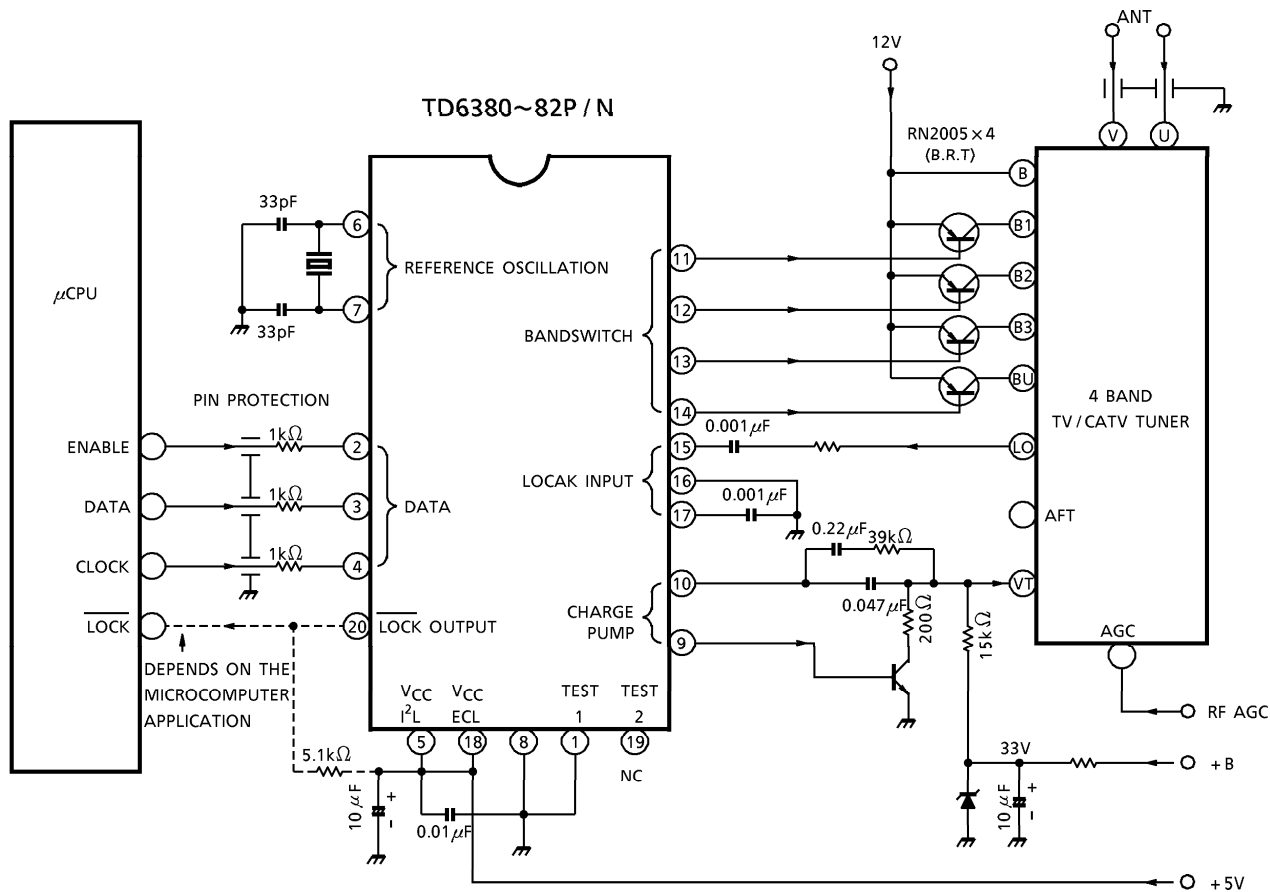 ANT
12V
TD6380~82P / N
RN2005 × 4
(B.R.T)
V
U
B
33pF
6
B1
11
REFERENCE OSCILLATION
B2
μCPU
7
12
33pF
B3
BANDSWITCH
13
BU
PIN PROTECTION
14
4 BAND
TV / CATV TUNER
0.001μF
ENABLE
1kΩ
2
15
LO
LOCAK INPUT
16
0.001μF
DATA
1kΩ
3
DATA
17
AFT
0.22μF
39kΩ
CLOCK
1kΩ
4
10
VT
0.047μF
200Ω
15kΩ
CHARGE
PUMP
LOCK
20
LOCK OUTPUT
9
AGC
DEPENDS ON THE
MICROCOMPUTER
APPLICATION
VCC
I2L
VCC
ECL
TEST
1
TEST
2
RF AGC
5
18
8
1
19
NC
5.1kΩ
33V
+B
10 μF
+
-
0.01μF
10 μF
+
-
+5V